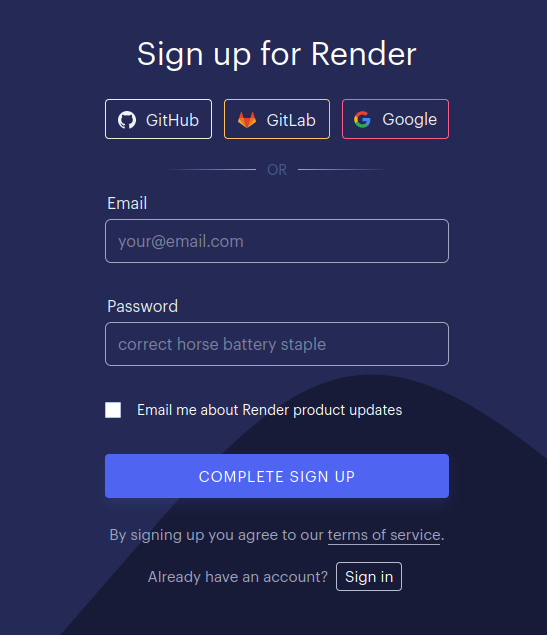 Sign up for Render
GitHub GitLab Google
OR
Email
your@email.com
Password
correct horse battery staple
Email me about Render product updates
COMPLETE SIGN UP
By signing up you agree to our terms of service.
Already have an account? Sign in